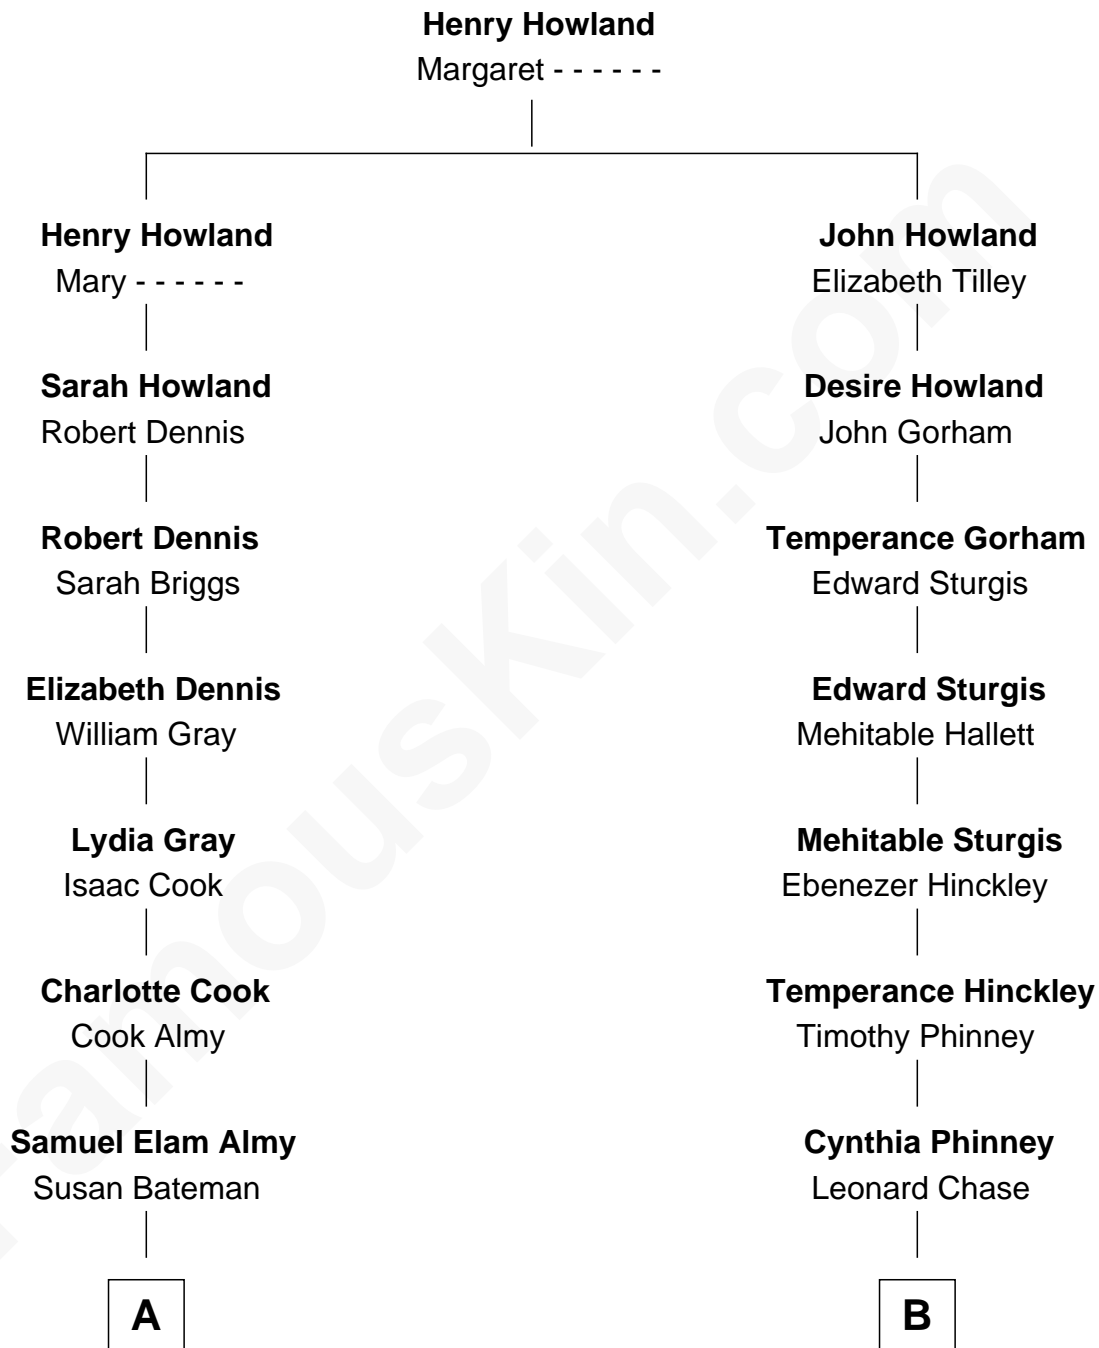 Henry Howland
Margaret - - - - - -
Henry Howland
Mary - - - - - -
John Howland
Elizabeth Tilley
Sarah Howland
Robert Dennis
Desire Howland
John Gorham
Robert Dennis
Sarah Briggs
Temperance Gorham
Edward Sturgis
Elizabeth Dennis
William Gray
Edward Sturgis
Mehitable Hallett
Lydia Gray
Isaac Cook
Mehitable Sturgis
Ebenezer Hinckley
Charlotte Cook
Cook Almy
Temperance Hinckley
Timothy Phinney
Samuel Elam Almy
Susan Bateman
Cynthia Phinney
Leonard Chase
A
B
FamousKin.com